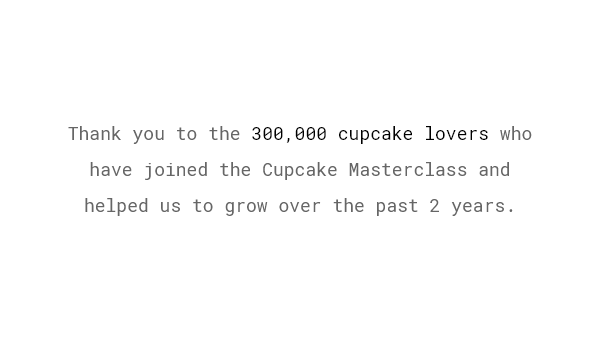 Thank you to the 300,000 cupcake lovers who
have joined the Cupcake Masterclass and
helped us to grow over the past 2 years.